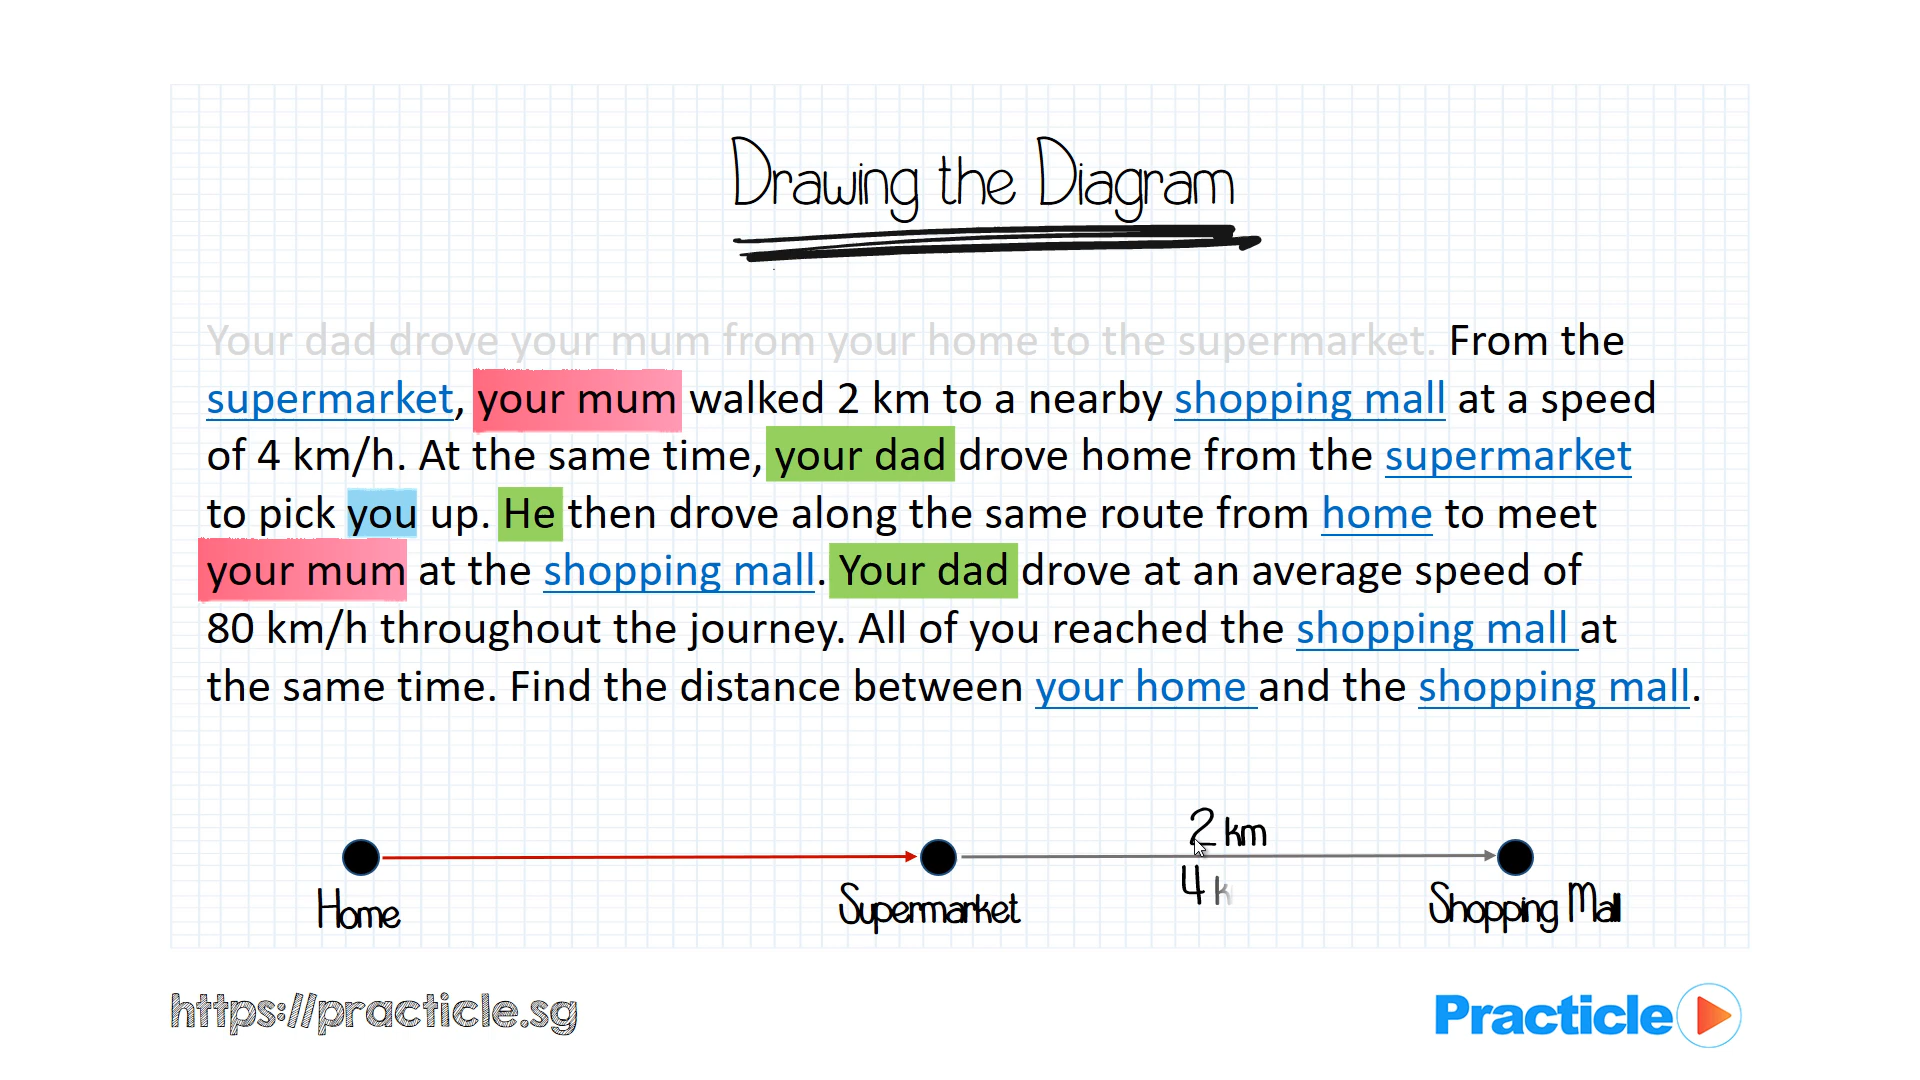 Drawing the Diagram
Your dad drove your mum from your home to the supermarket. From the
supermarket, your mum walked 2 km to a nearby shopping mall at a speed
of 4 km/h. At the same time, your dad drove home from the supermarket
to pick you up. He then drove along the same route from home to meet
your mum at the shopping mall. Your dad drove at an average speed of
80 km/h throughout the journey. All of you reached the shopping mall at
the same time. Find the distance between your home and the shopping mall.
2 km
4 k
Home
Supermarket
Shopping Mall
https://practicle.sg
Practicle